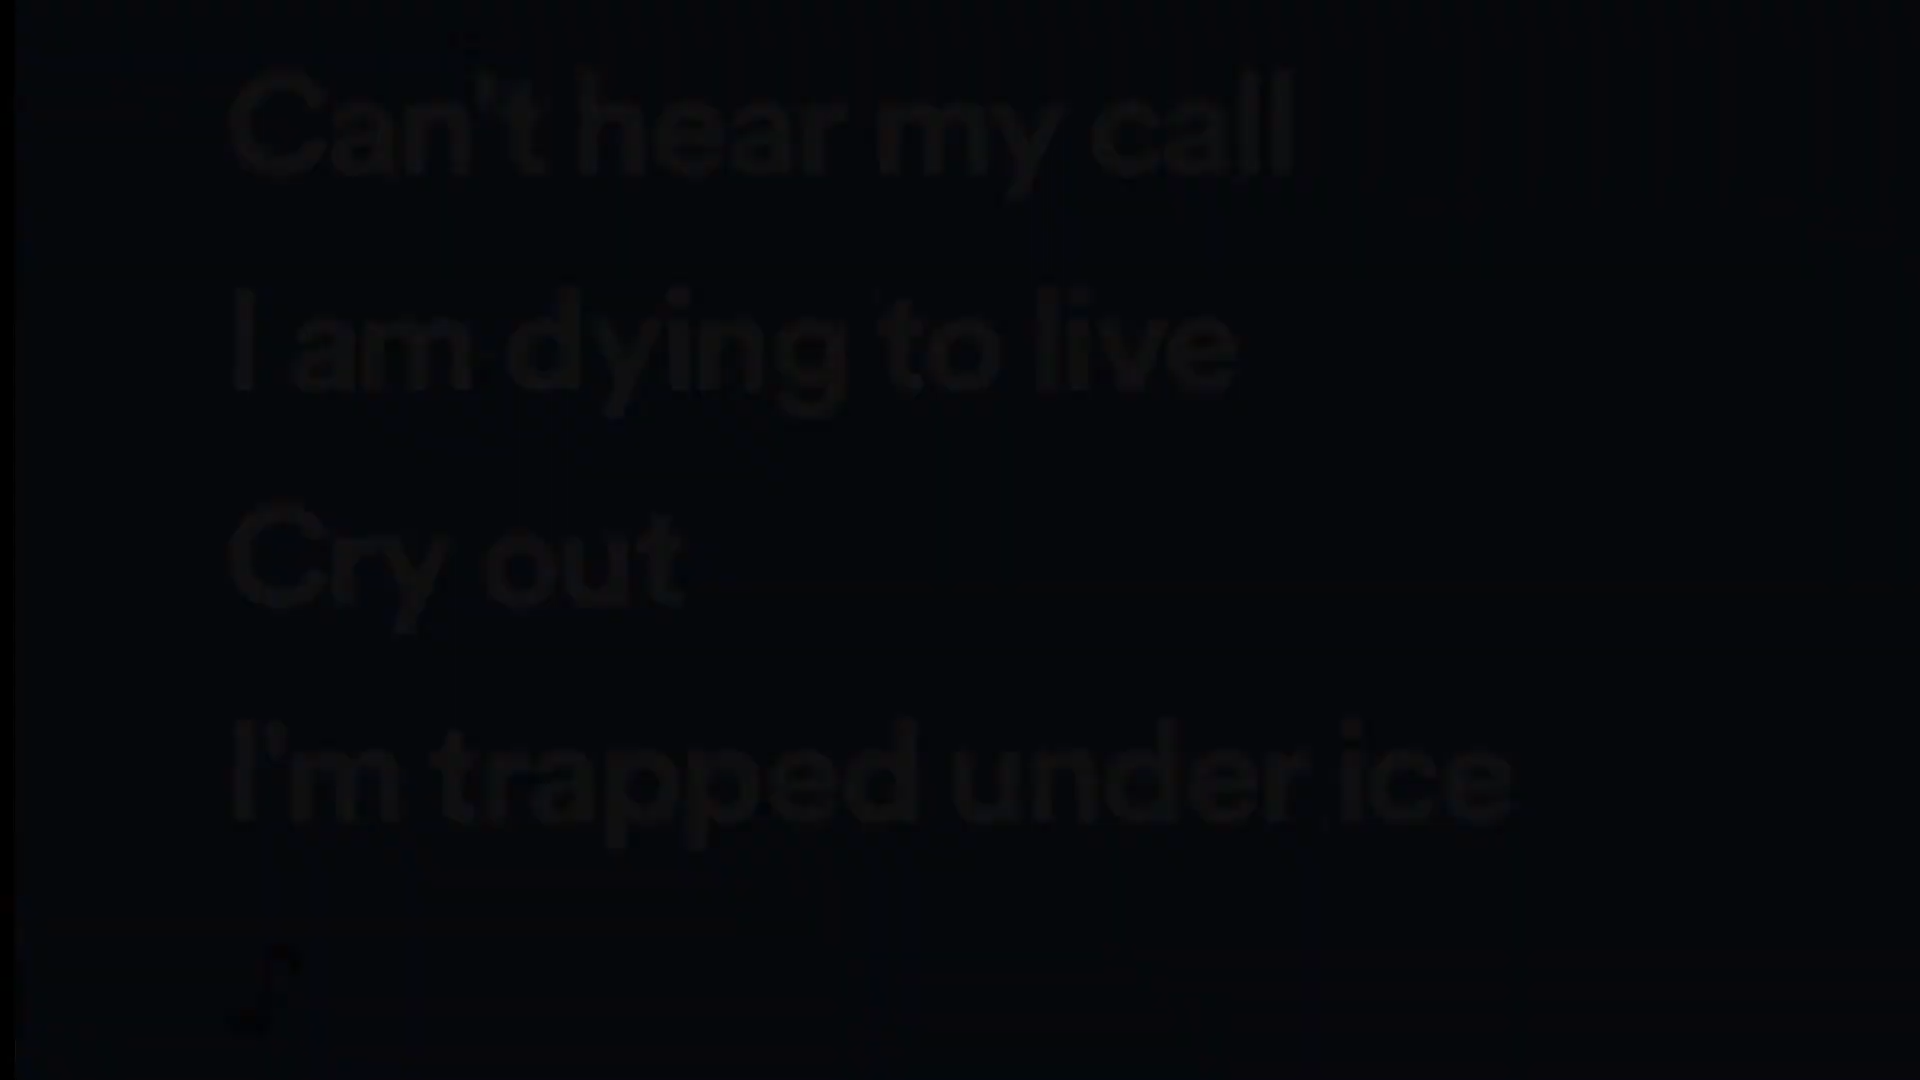 Can't hear my call
I am dying to live
Cry out
I'm trapped under ice
♪